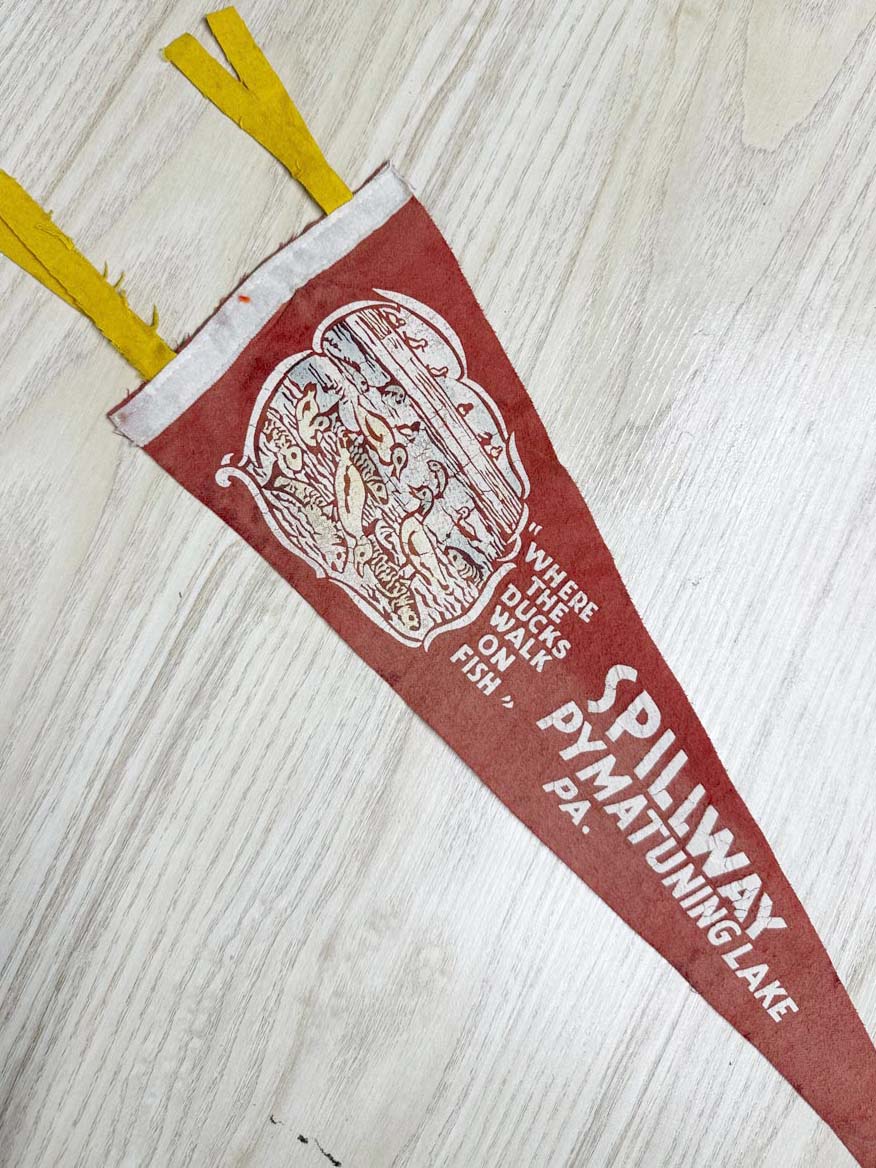 "WHERE
THE
DUCKS
WALK
ON
FISH"
SPILLWAY
PYMATUNING LAKE
PA.